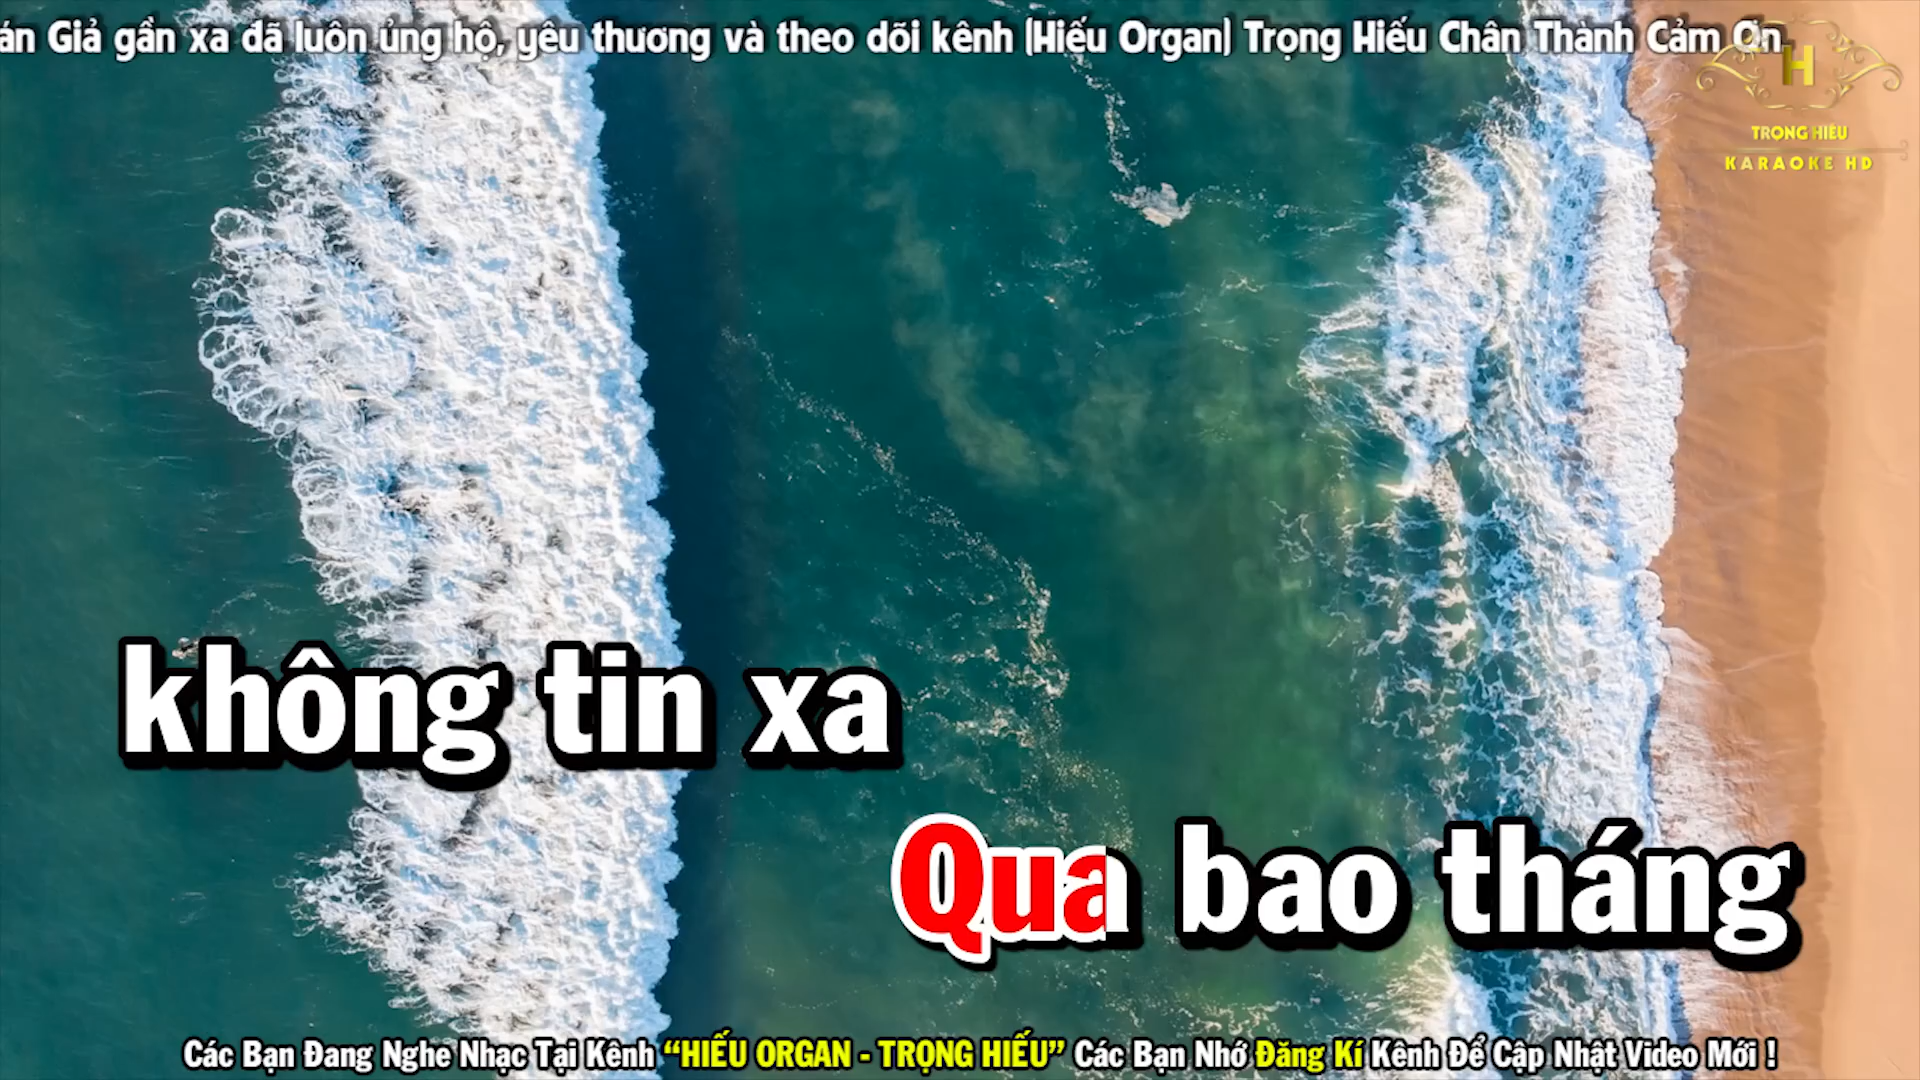 án Giả gần xa đã luôn ủng hộ, yêu thương và theo dõi kênh (Hiếu Organ) Trọng Hiếu Chân Thành Cảm Ơn
H
TRỌNG HIẾU
KARAOKE HD
không tin xa
Qua bao tháng
Các Bạn Đang Nghe Nhạc Tại Kênh “HIẾU ORGAN - TRỌNG HIẾU” Các Bạn Nhớ Đăng Kí Kênh Để Cập Nhật Video Mới !